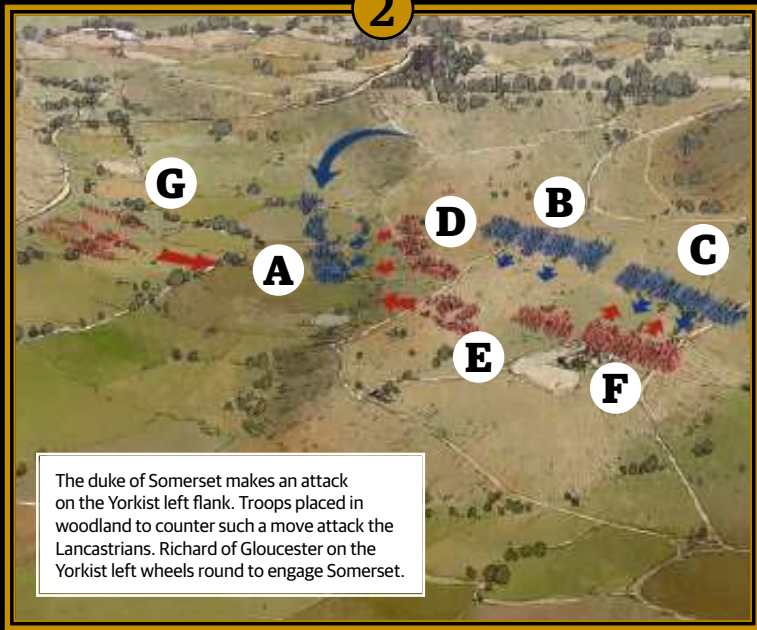 2
G
D
B
A
C
E
F
The duke of Somerset makes an attack
on the Yorkist left flank. Troops placed in
woodland to counter such a move attack the
Lancastrians. Richard of Gloucester on the
Yorkist left wheels round to engage Somerset.